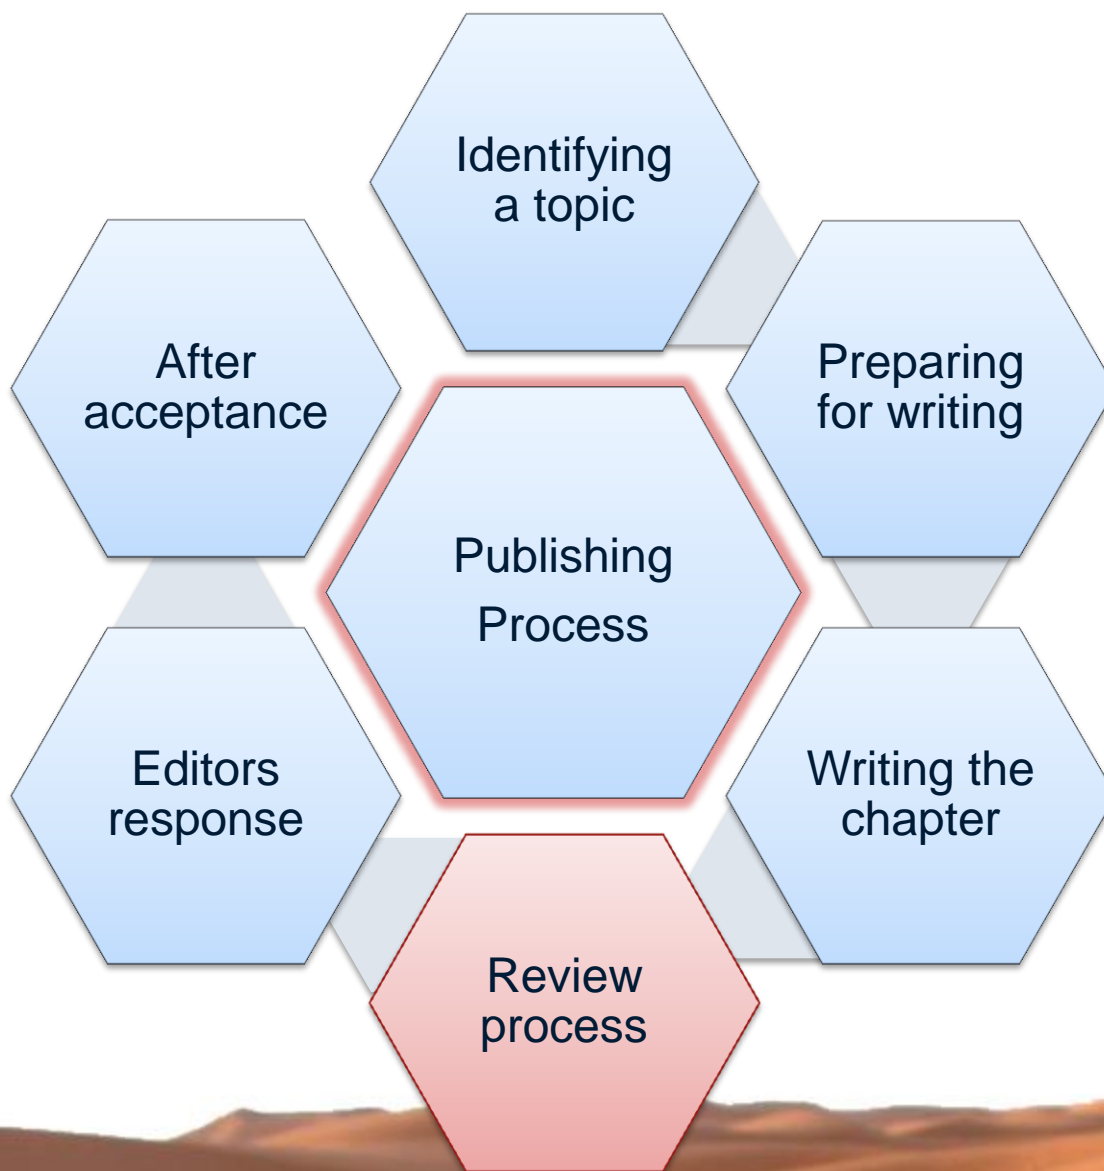 Identifying
a topic
Preparing
for writing
Writing the
chapter
Review
process
Editors
response
After
acceptance
Publishing
Process